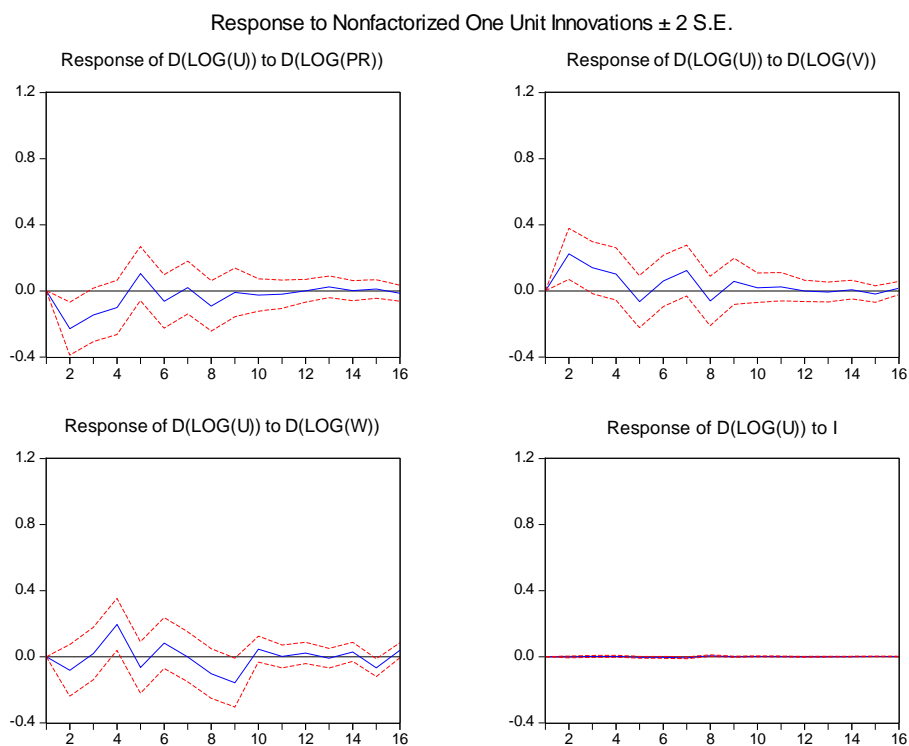 Response to Nonfactorized One Unit Innovations ± 2 S.E.
Response of D(LOG(U)) to D(LOG(PR))
1.2
0.8
0.4
0.0
-0.4
2 4 6 8 10 12 14 16
Response of D(LOG(U)) to D(LOG(V))
1.2
0.8
0.4
0.0
-0.4
2 4 6 8 10 12 14 16
Response of D(LOG(U)) to D(LOG(W))
1.2
0.8
0.4
0.0
-0.4
2 4 6 8 10 12 14 16
Response of D(LOG(U)) to I
1.2
0.8
0.4
0.0
-0.4
2 4 6 8 10 12 14 16